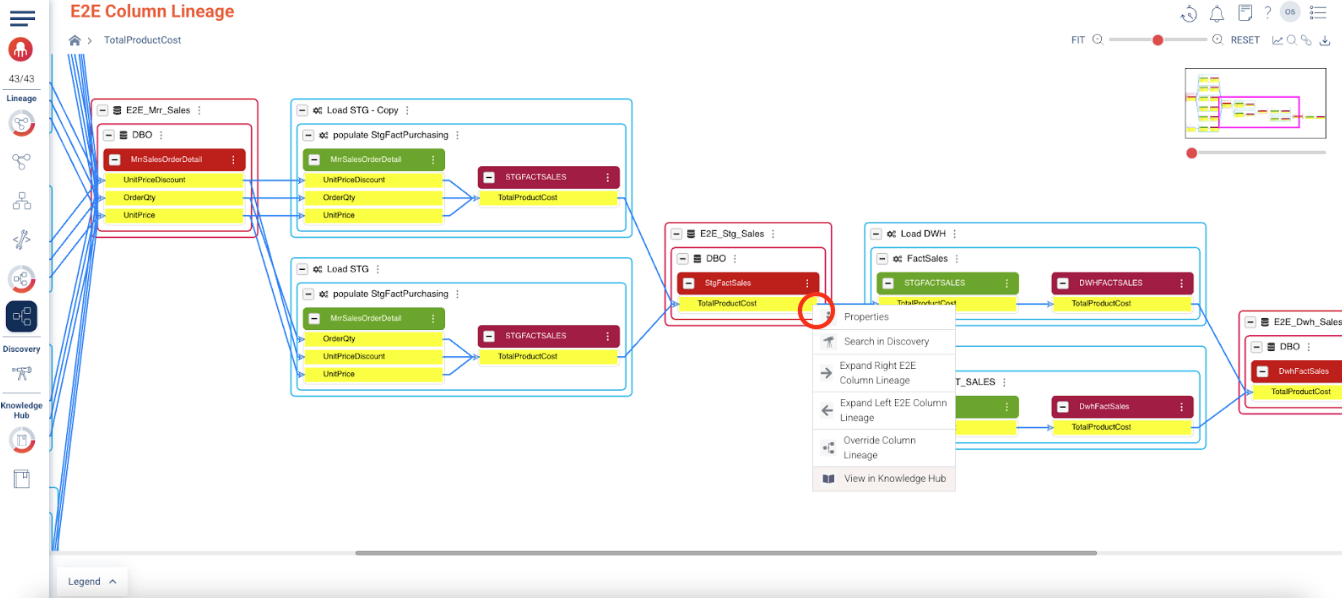 E2E Column Lineage
?
OS
TotalProductCost
FIT
RESET
43/43
Lineage
Discovery
Knowledge
Hub
E2E_Mrr_Sales
DBO
MrrSalesOrderDetail
UnitPriceDiscount
OrderQty
UnitPrice
Load STG - Copy
populate StgFactPurchasing
MrrSalesOrderDetail
UnitPriceDiscount
OrderQty
UnitPrice
STGFACTSALES
TotalProductCost
Load STG
populate StgFactPurchasing
MrrSalesOrderDetail
OrderQty
UnitPriceDiscount
UnitPrice
STGFACTSALES
TotalProductCost
E2E_Stg_Sales
DBO
StgFactSales
TotalProductCost
Load DWH
FactSales
STGFACTSALES
TotalProductCost
DWHFACTSALES
TotalProductCost
Properties
Search in Discovery
Expand Right E2E
Column Lineage
Expand Left E2E Column
Lineage
Override Column
Lineage
View in Knowledge Hub
T_SALES
DwhFactSales
TotalProductCost
E2E_Dwh_Sales
DBO
DwhFactSales
TotalProductCost
Legend